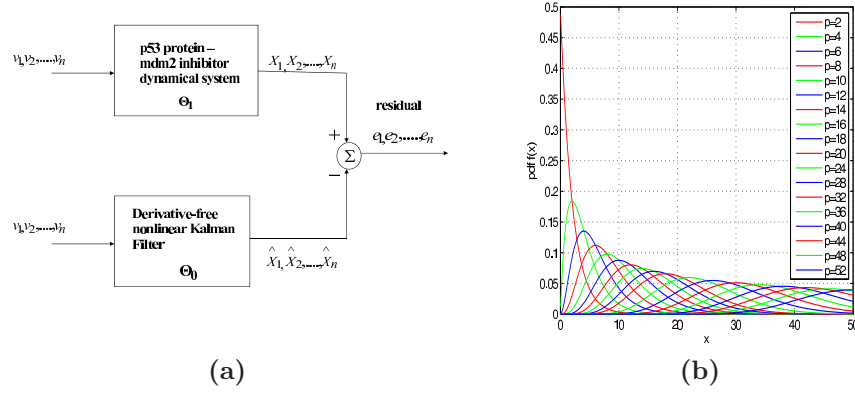 v1,v2,....,vn
p53 protein –
mdm2 inhibitor
dynamical system
Θ1
X1, X2,....,Xn
residual
e1,e2,....,en
+
Σ
−
v1,v2,....,vn
Derivative-free
nonlinear Kalman
Filter
Θ0
X̂1, X̂2,....,X̂n
(a)
0.5
0.45
0.4
0.35
0.3
0.25
0.2
0.15
0.1
0.05
0
pdf f(x)
0 10 20 30 40 50
x
p=2
p=4
p=6
p=8
p=10
p=12
p=14
p=16
p=18
p=20
p=24
p=28
p=32
p=36
p=40
p=44
p=48
p=52
(b)